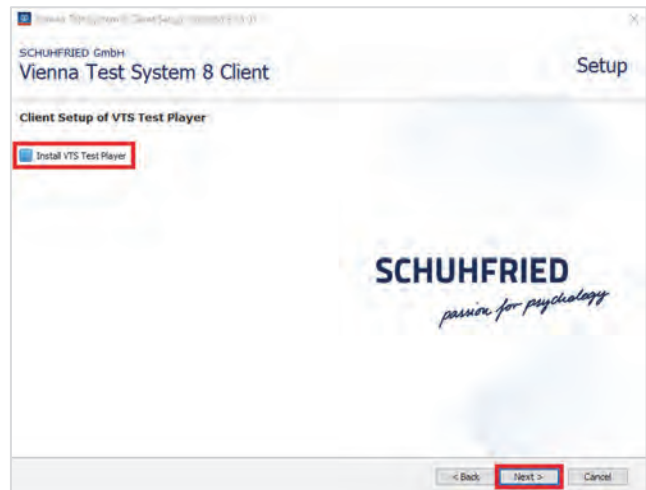 SCHUHFRIED GmbH
Vienna Test System 8 Client
Setup
Client Setup of VTS Test Player
Install VTS Test Player
SCHUHFRIED
passion for psychology
< Back
Next >
Cancel